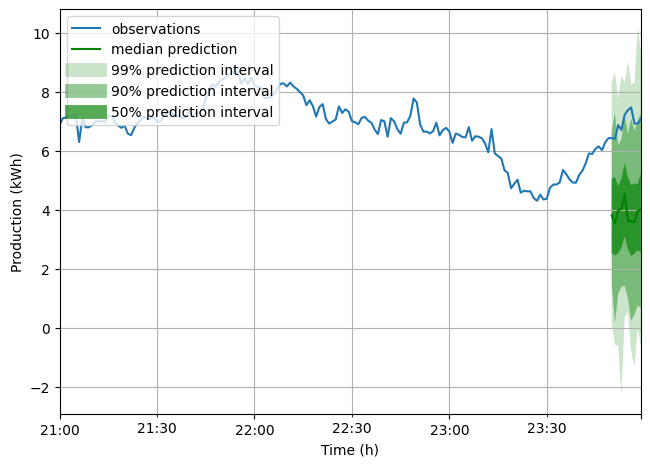 observations
median prediction
99% prediction interval
90% prediction interval
50% prediction interval
10
8
6
4
2
0
−2
Production (kWh)
21:00
21:30
22:00
22:30
23:00
23:30
Time (h)